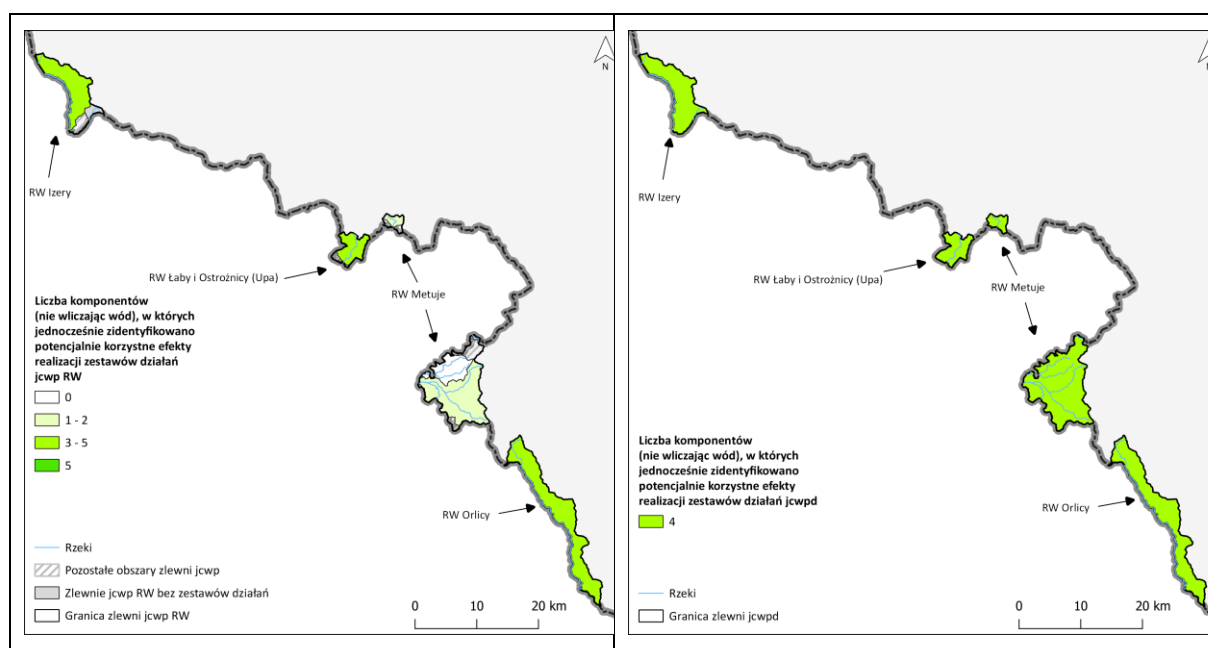 N
RW Izery
RW Łaby i Ostrożnicy (Upa)
RW Metuje
Liczba komponentów
(nie wliczając wód), w których
jednocześnie zidentyfikowano
potencjalnie korzystne efekty
realizacji zestawów działań
jcwp RW
0
1 - 2
3 - 5
5
RW Orlicy
Rzeki
Pozostałe obszary zlewni jcwp
Zlewnie jcwp RW bez zestawów działań
Granica zlewni jcwp RW
0 10 20 km
N
RW Izery
RW Łaby i Ostrożnicy (Upa)
RW Metuje
Liczba komponentów
(nie wliczając wód), w których
jednocześnie zidentyfikowano
potencjalnie korzystne efekty
realizacji zestawów działań jcwpd
4
RW Orlicy
Rzeki
Granica zlewni jcwpd
0 10 20 km